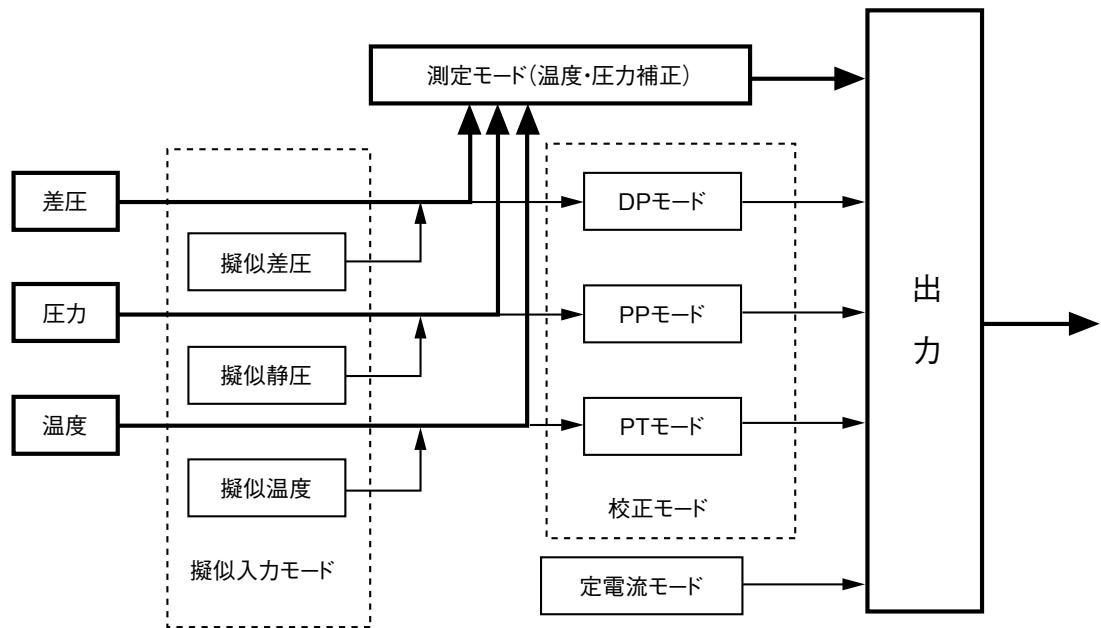 測定モード(温度・圧力補正)
差圧
DPモード
擬似差圧
出
力
圧力
PPモード
擬似静圧
温度
PTモード
擬似温度
校正モード
擬似入力モード
定電流モード